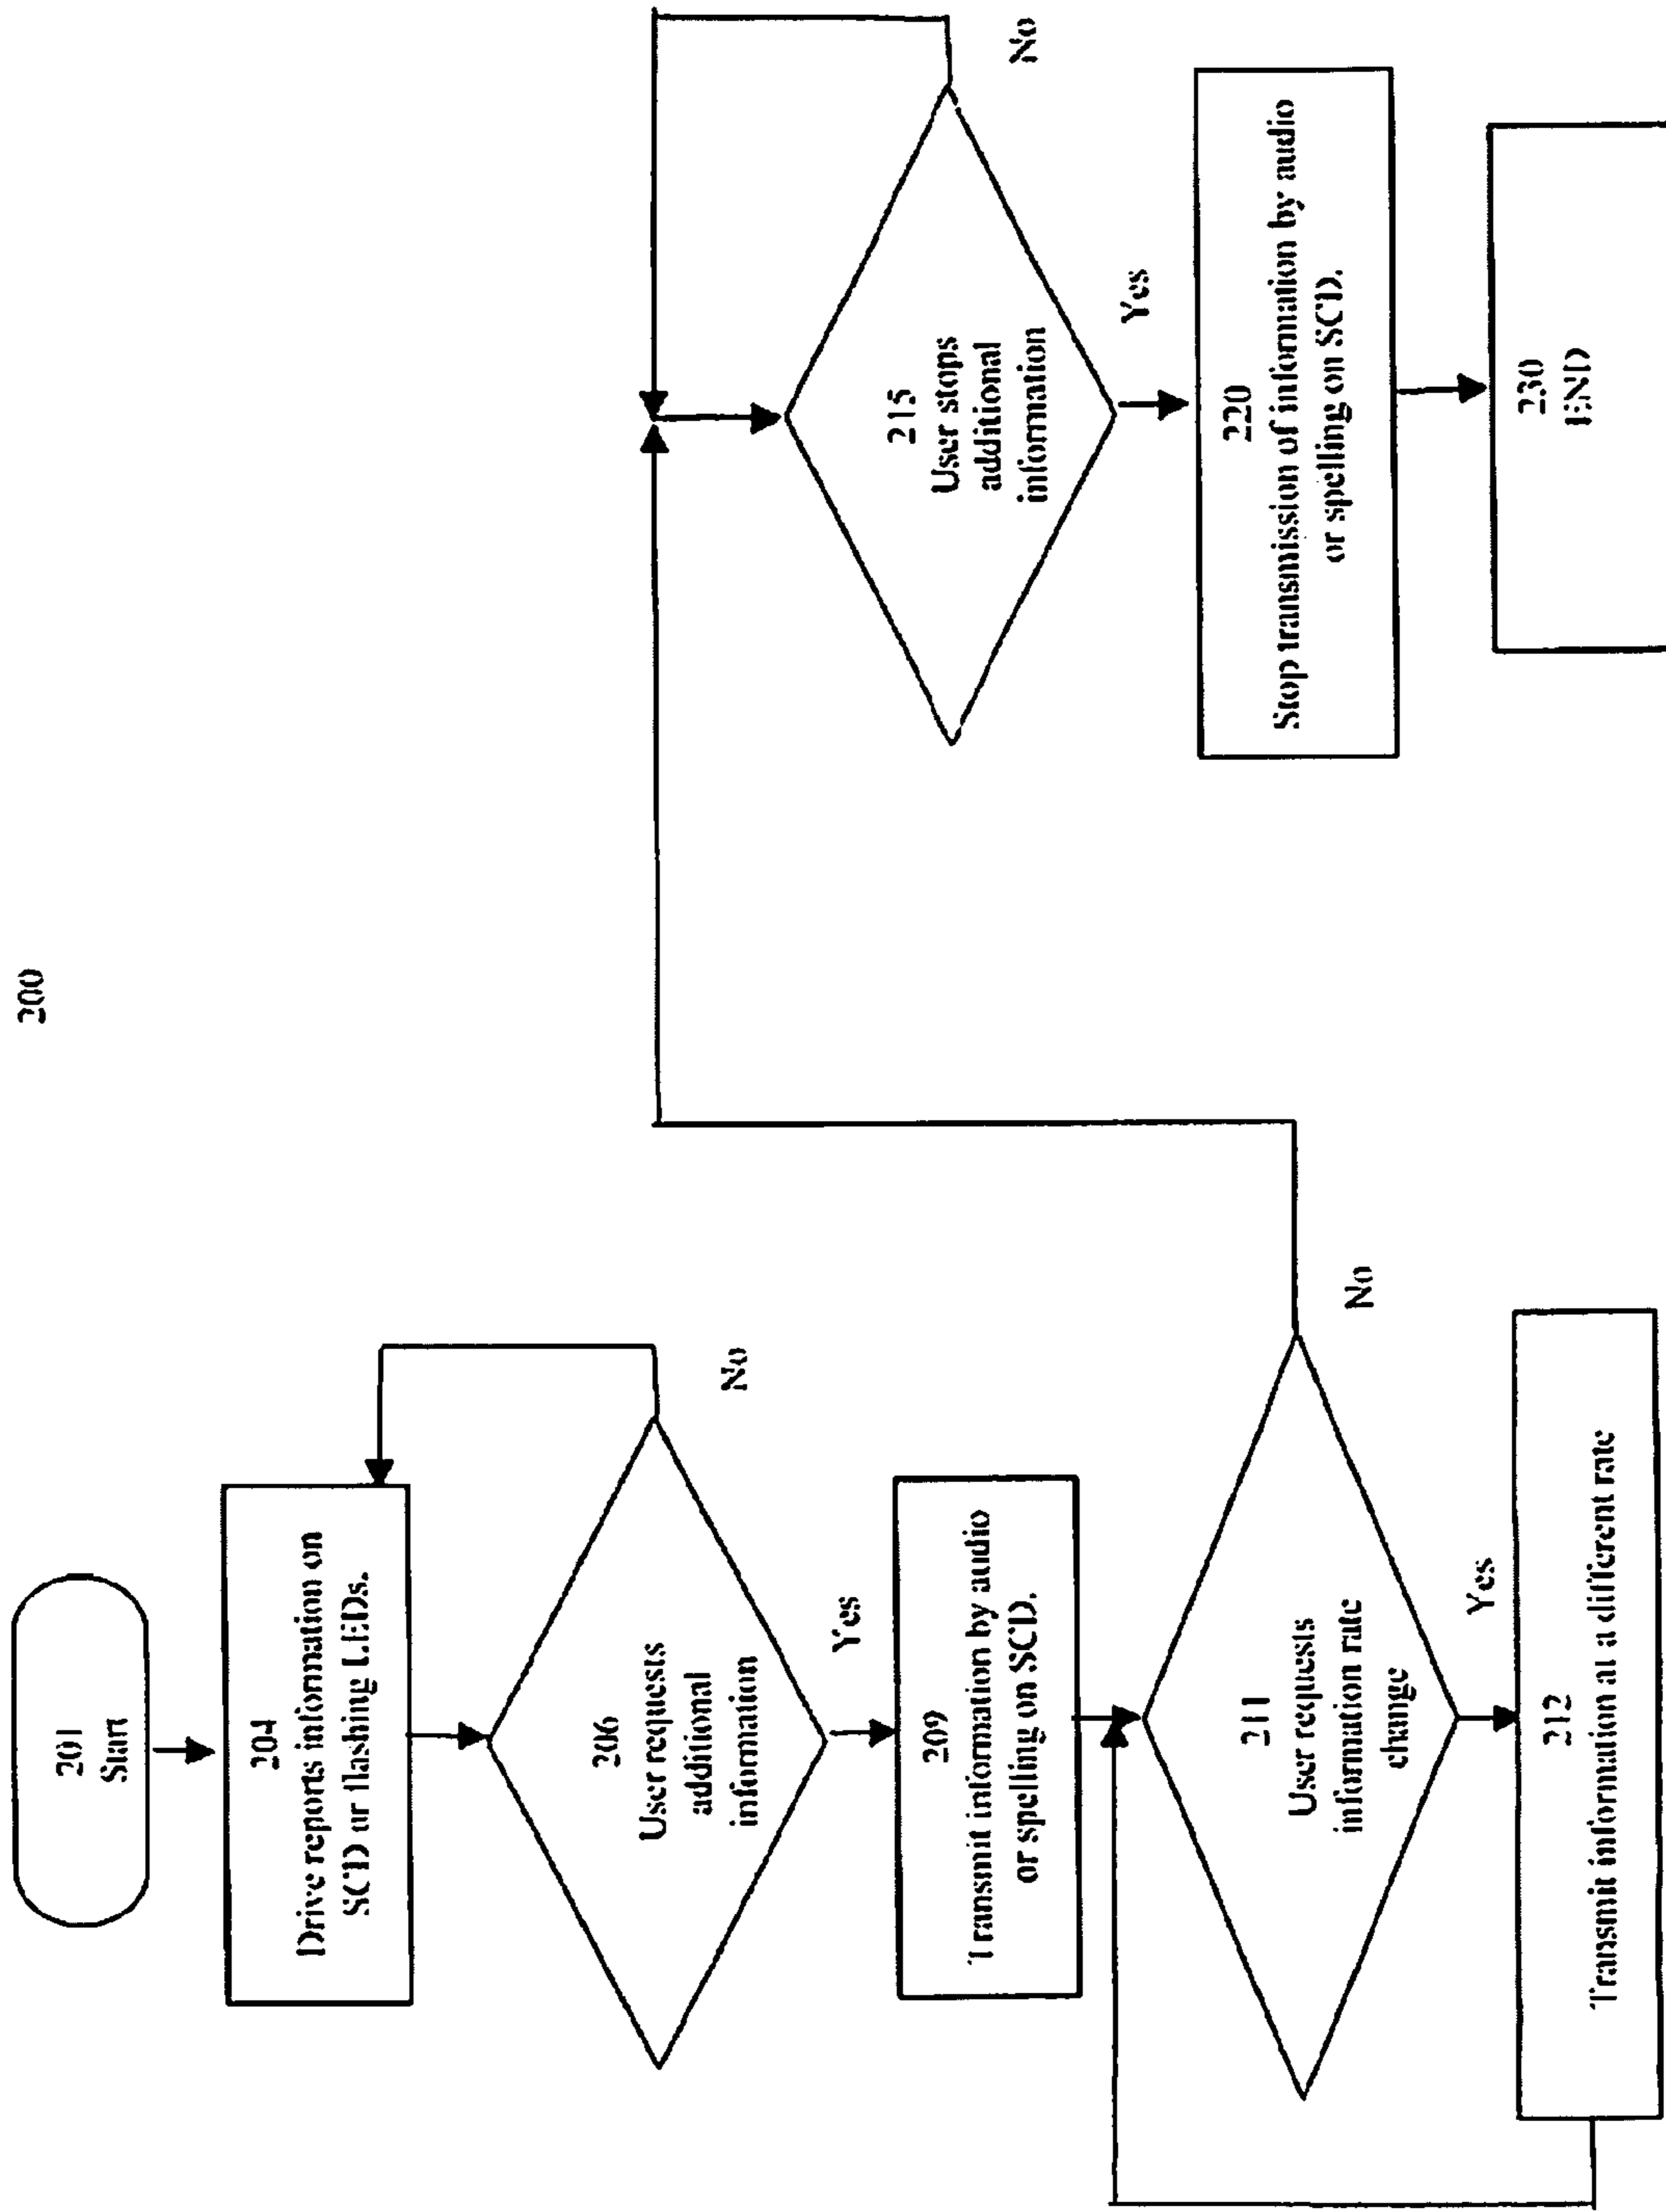 200
201
Start
204
Drive reports information on
SCID or flashing LEDs.
206
User requests
additional
information
No
Yes
209
Transmit information by audio
or spelling on SCID.
211
User requests
information rate
change
No
Yes
212
Transmit information at a different rate
215
User stops
additional
information
No
Yes
220
Stop transmission of information by audio
or spelling on SCID.
230
END